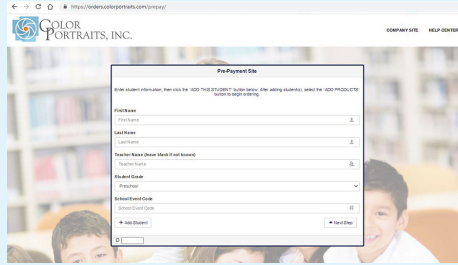 https://orders.colorportraits.com/prepay/
COLOR
PORTRAITS, INC.
COMPANY SITE HELP CENTER
Pre-Payment Site
Enter student information, then click the "ADD THIS STUDENT" button below. After adding student(s), select the "ADD PRODUCTS"
button to begin ordering.
First Name
First Name
Last Name
Last Name
Teacher Name (leave blank if not known)
Teacher Name
Student Grade
Preschool
School Event Code
School Event Code
+ Add Student
Next Step